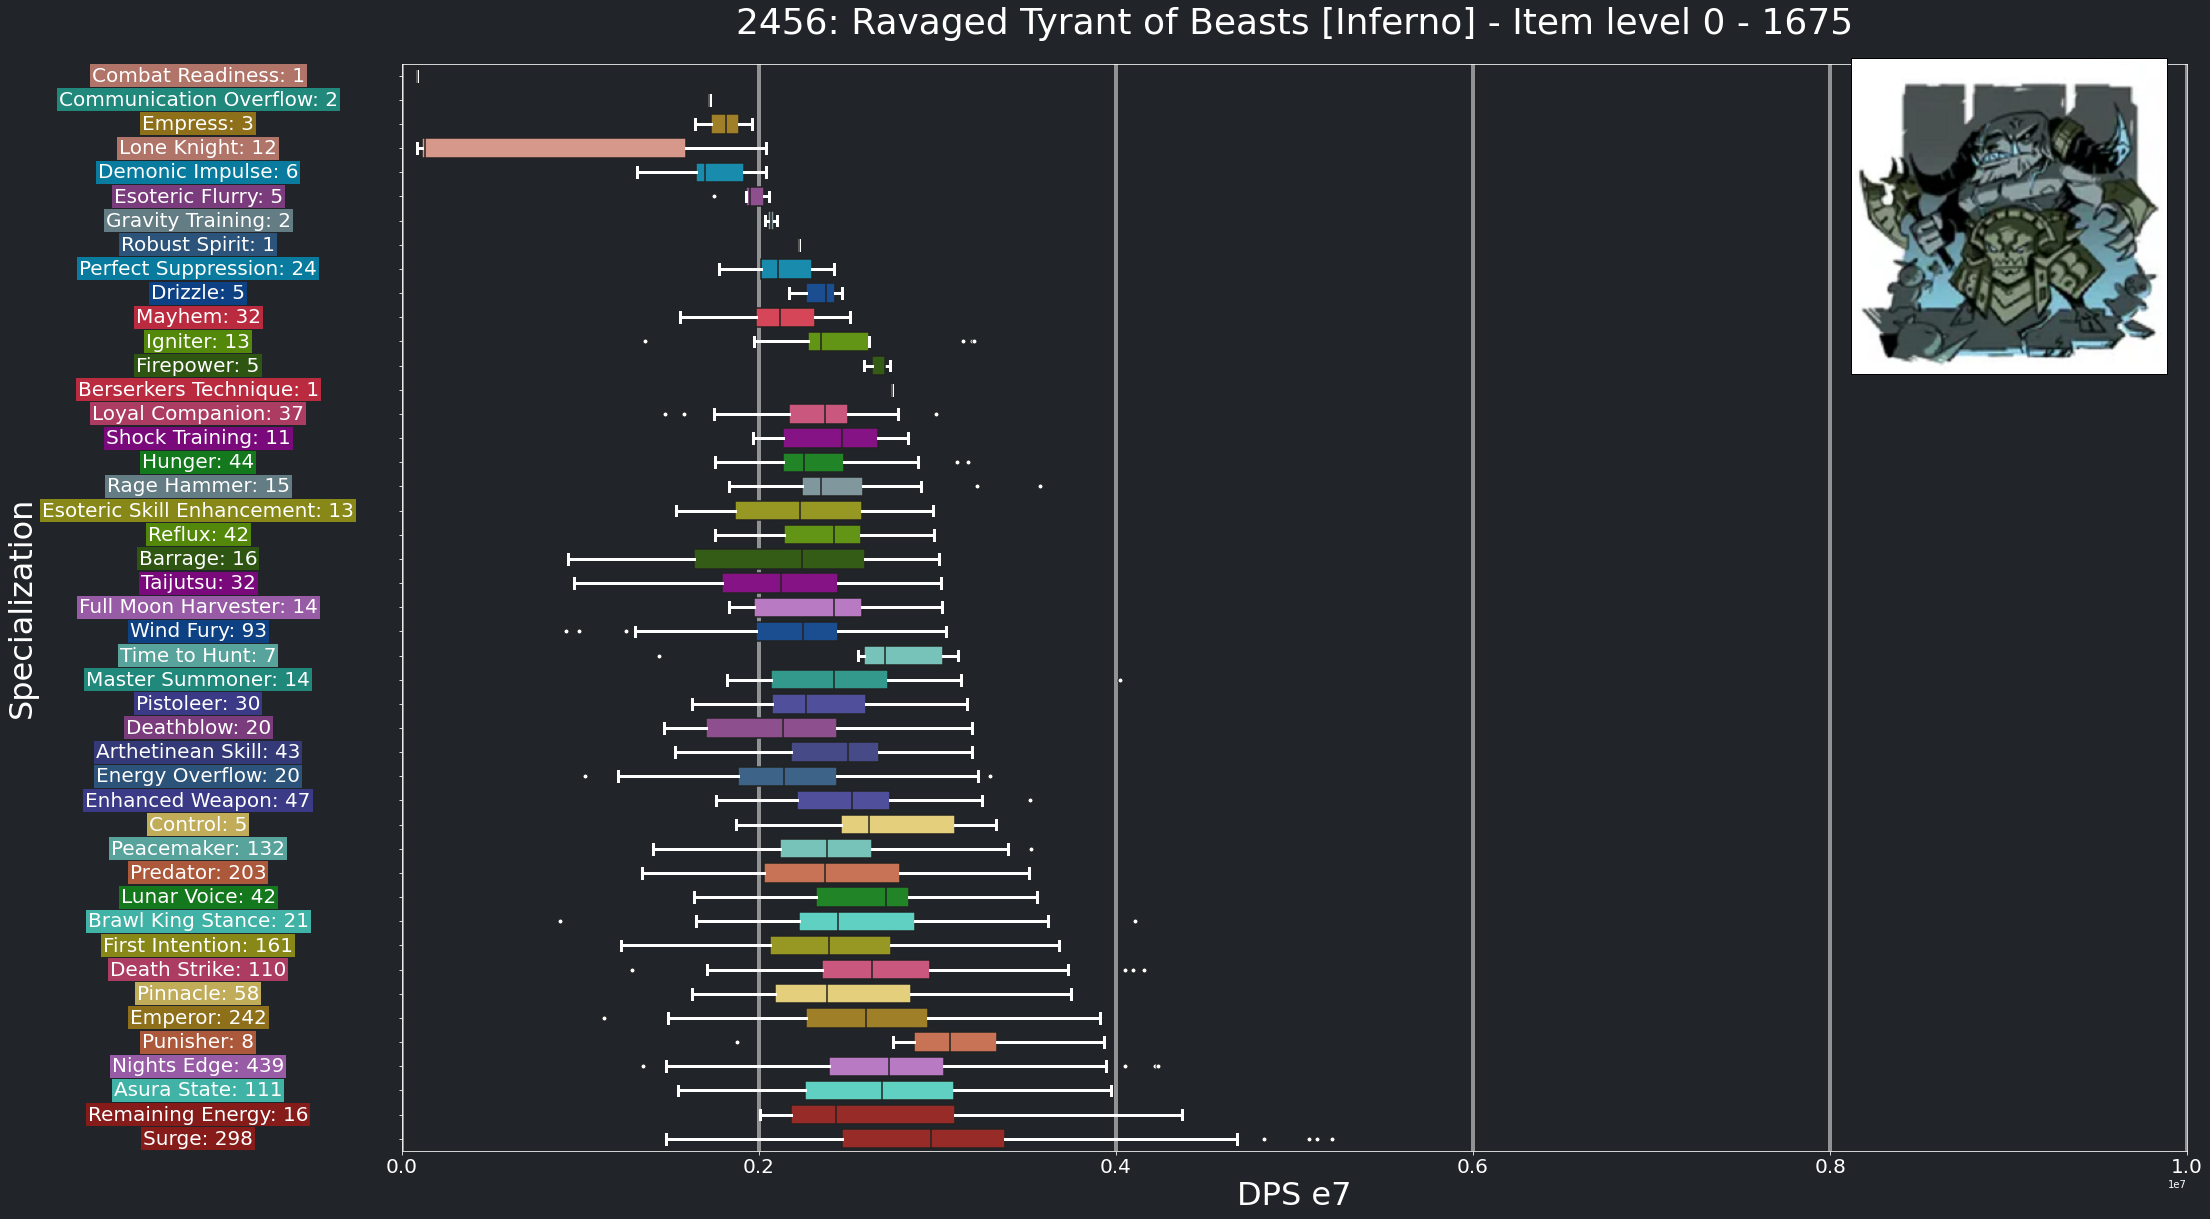 2456: Ravaged Tyrant of Beasts [Inferno] - Item level 0 - 1675
Specialization
Combat Readiness: 1
Communication Overflow: 2
Empress: 3
Lone Knight: 12
Demonic Impulse: 6
Esoteric Flurry: 5
Gravity Training: 2
Robust Spirit: 1
Perfect Suppression: 24
Drizzle: 5
Mayhem: 32
Igniter: 13
Firepower: 5
Berserkers Technique: 1
Loyal Companion: 37
Shock Training: 11
Hunger: 44
Rage Hammer: 15
Esoteric Skill Enhancement: 13
Reflux: 42
Barrage: 16
Taijutsu: 32
Full Moon Harvester: 14
Wind Fury: 93
Time to Hunt: 7
Master Summoner: 14
Pistoleer: 30
Deathblow: 20
Arthetinean Skill: 43
Energy Overflow: 20
Enhanced Weapon: 47
Control: 5
Peacemaker: 132
Predator: 203
Lunar Voice: 42
Brawl King Stance: 21
First Intention: 161
Death Strike: 110
Pinnacle: 58
Emperor: 242
Punisher: 8
Nights Edge: 439
Asura State: 111
Remaining Energy: 16
Surge: 298
0.0 0.2 0.4 0.6 0.8 1.0
1e7
DPS e7